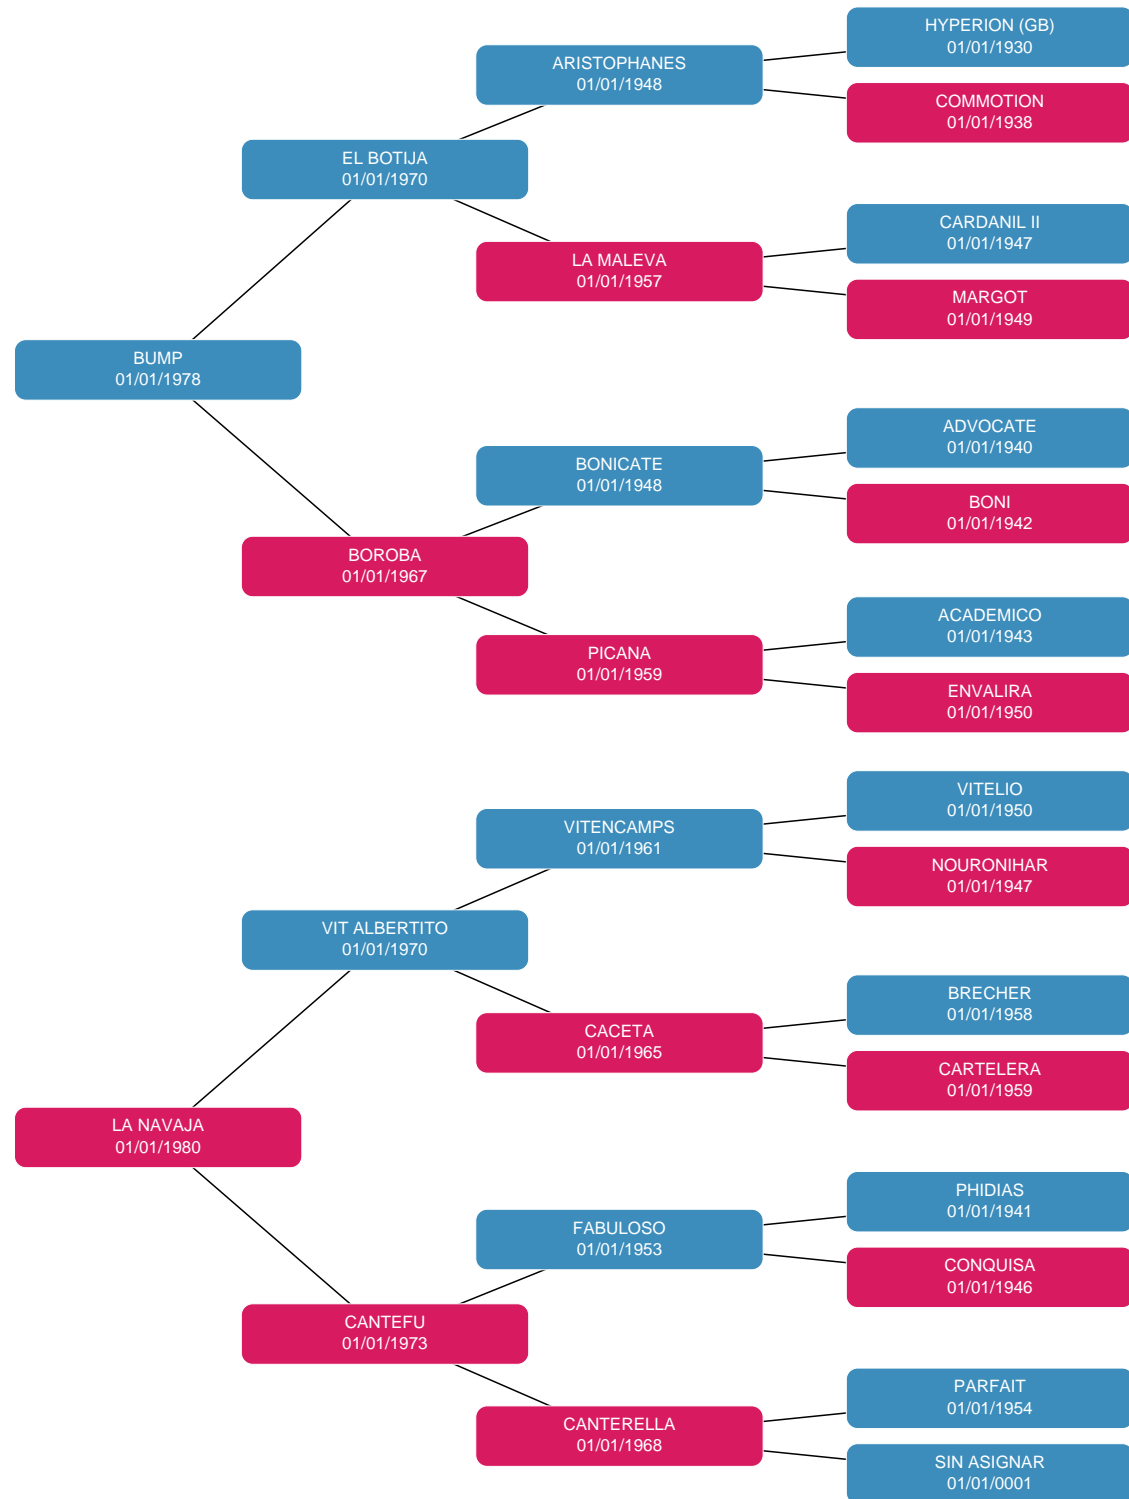 HYPERION (GB)
01/01/1930
ARISTOPHANES
01/01/1948
COMMOTION
01/01/1938
EL BOTIJA
01/01/1970
CARDANIL II
01/01/1947
LA MALEVA
01/01/1957
MARGOT
01/01/1949
BUMP
01/01/1978
ADVOCATE
01/01/1940
BONICATE
01/01/1948
BONI
01/01/1942
BOROBA
01/01/1967
ACADEMICO
01/01/1943
PICANA
01/01/1959
ENVALIRA
01/01/1950
VITELIO
01/01/1950
VITENCAMPS
01/01/1961
NOURONIHAR
01/01/1947
VIT ALBERTITO
01/01/1970
BRECHER
01/01/1958
CACETA
01/01/1965
CARTELERA
01/01/1959
LA NAVAJA
01/01/1980
PHIDIAS
01/01/1941
FABULOSO
01/01/1953
CONQUISA
01/01/1946
CANTEFU
01/01/1973
PARFAIT
01/01/1954
CANTERELLA
01/01/1968
SIN ASIGNAR
01/01/0001